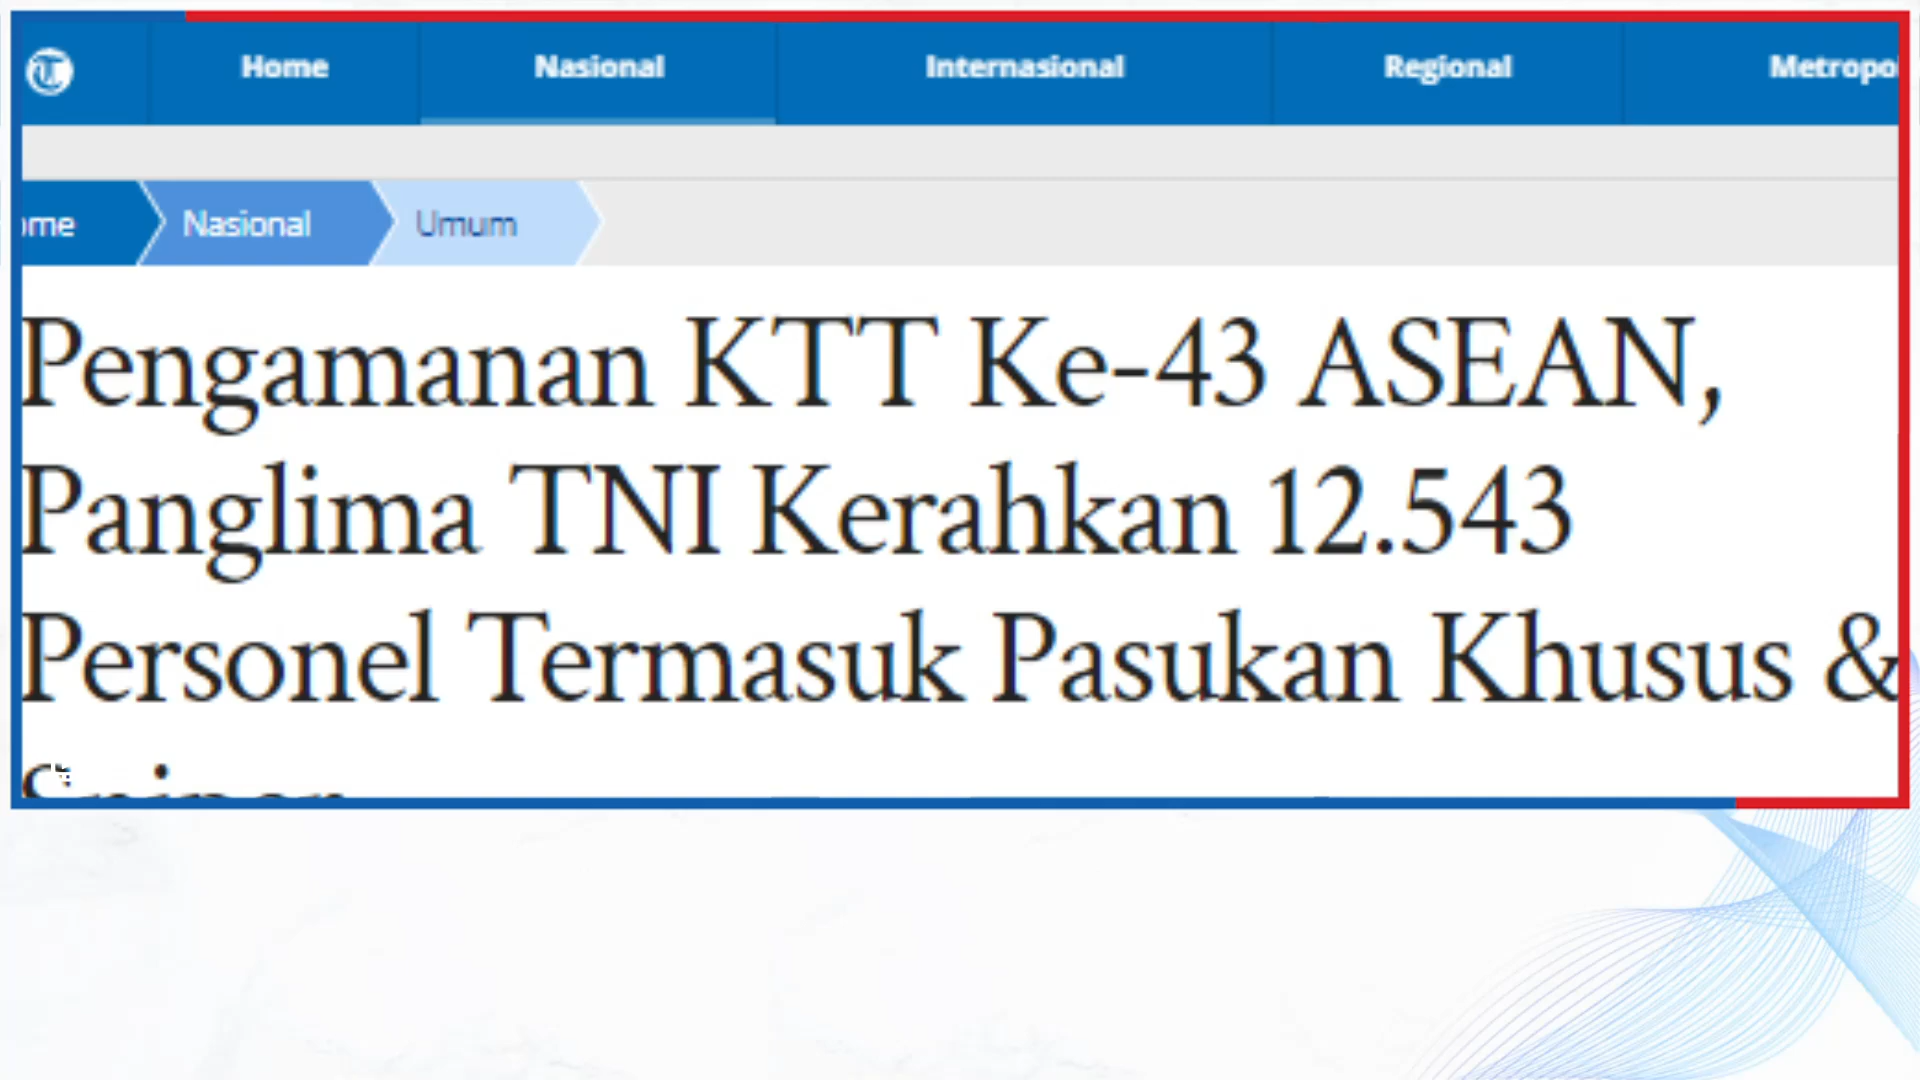 Home Nasional Internasional Regional
Nasional Umum
Pengamanan KTT Ke-43 ASEAN,
Panglima TNI Kerahkan 12.543
Personel Termasuk Pasukan Khusus &